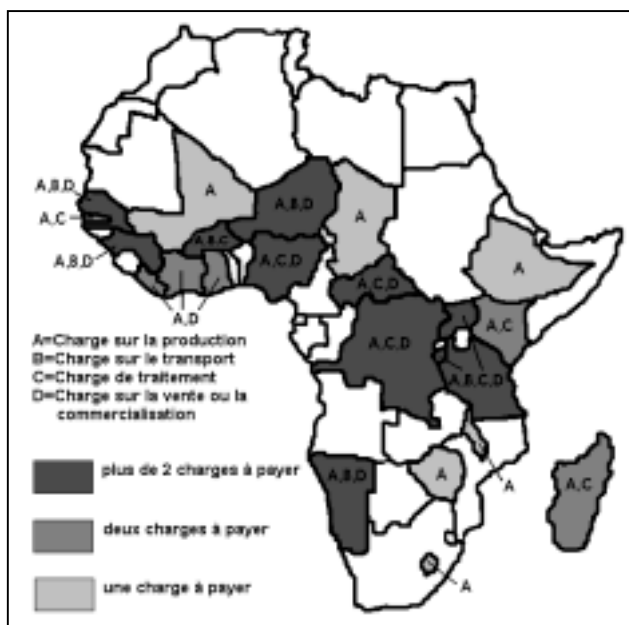 A
A,B,D
A,B,D
A
A,C
A,B,C
A,C,D
A
A,B,D
A,C,D
A,D
A,C
A,C,D
A,B,C,D
A=Charge sur la production
B=Charge sur le transport
C=Charge de traitement
D=Charge sur la vente ou la
commercialisation
A,B,D
A
A
A,C
A
plus de 2 charges à payer
deux charges à payer
une charge à payer